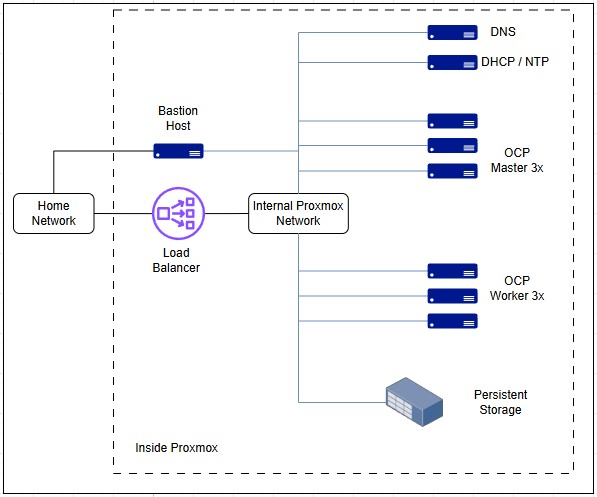 DNS
DHCP / NTP
Bastion
Host
OCP
Master 3x
Home
Network
Internal Proxmox
Network
Load
Balancer
OCP
Worker 3x
Persistent
Storage
Inside Proxmox